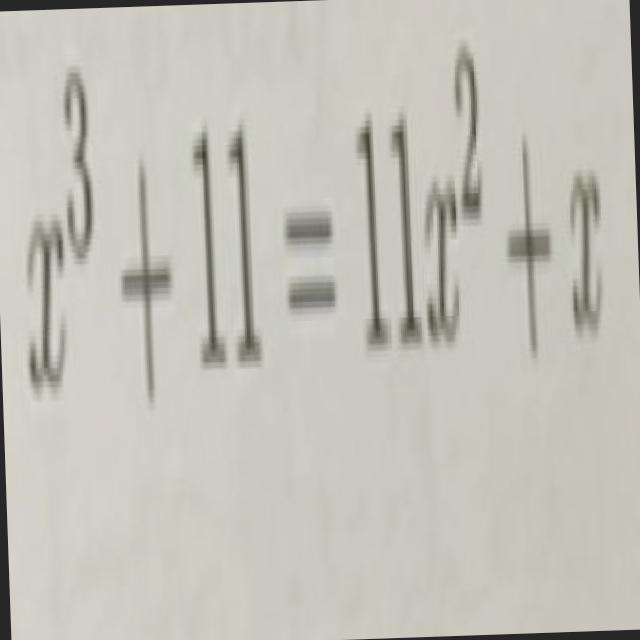 x³ + 11 = 11x² + x